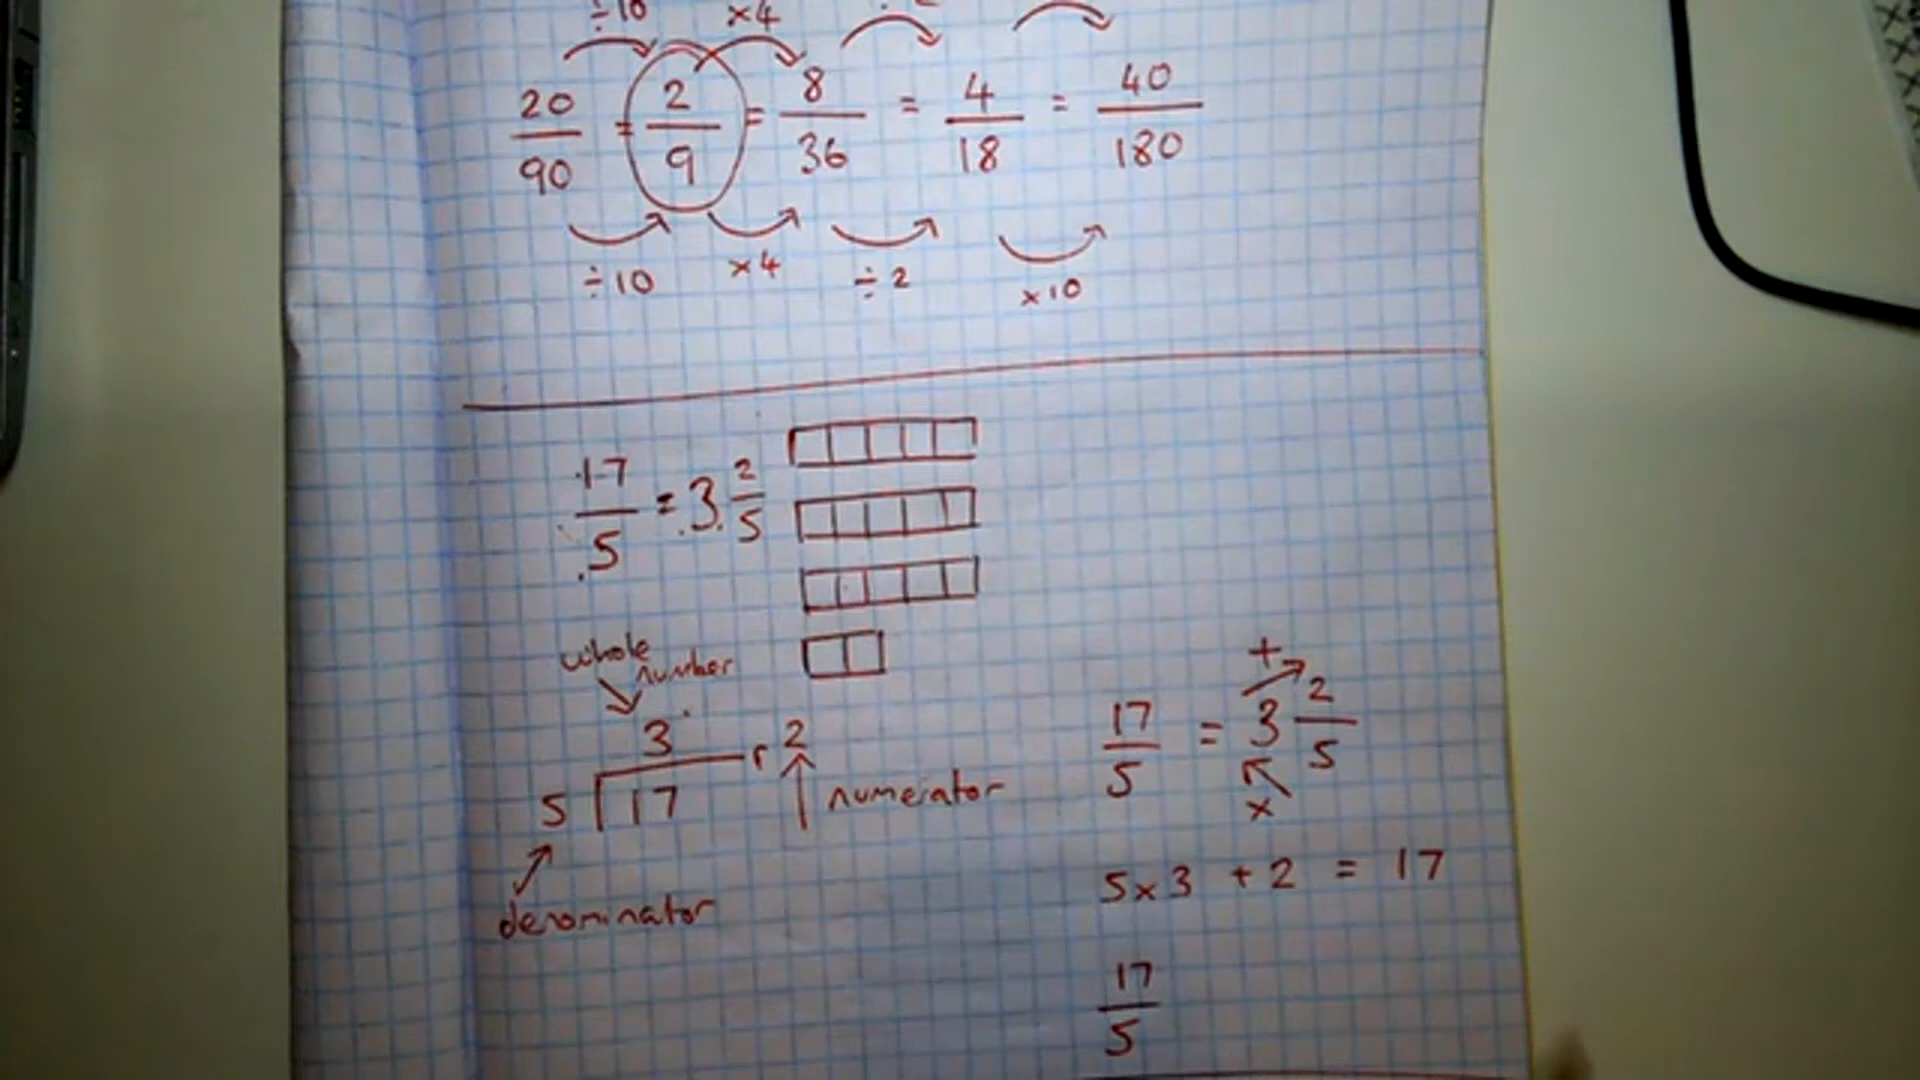 ÷10 ×4
20/90 = 2/9 = 8/36 = 4/18 = 40/180
÷10 ×4 ÷2 ×10
17/5 = 3 2/5
whole
number
3 r 2
5 17
numerator
denominator
+
17/5 = 3 2/5
×
5×3 +2 = 17
17/5